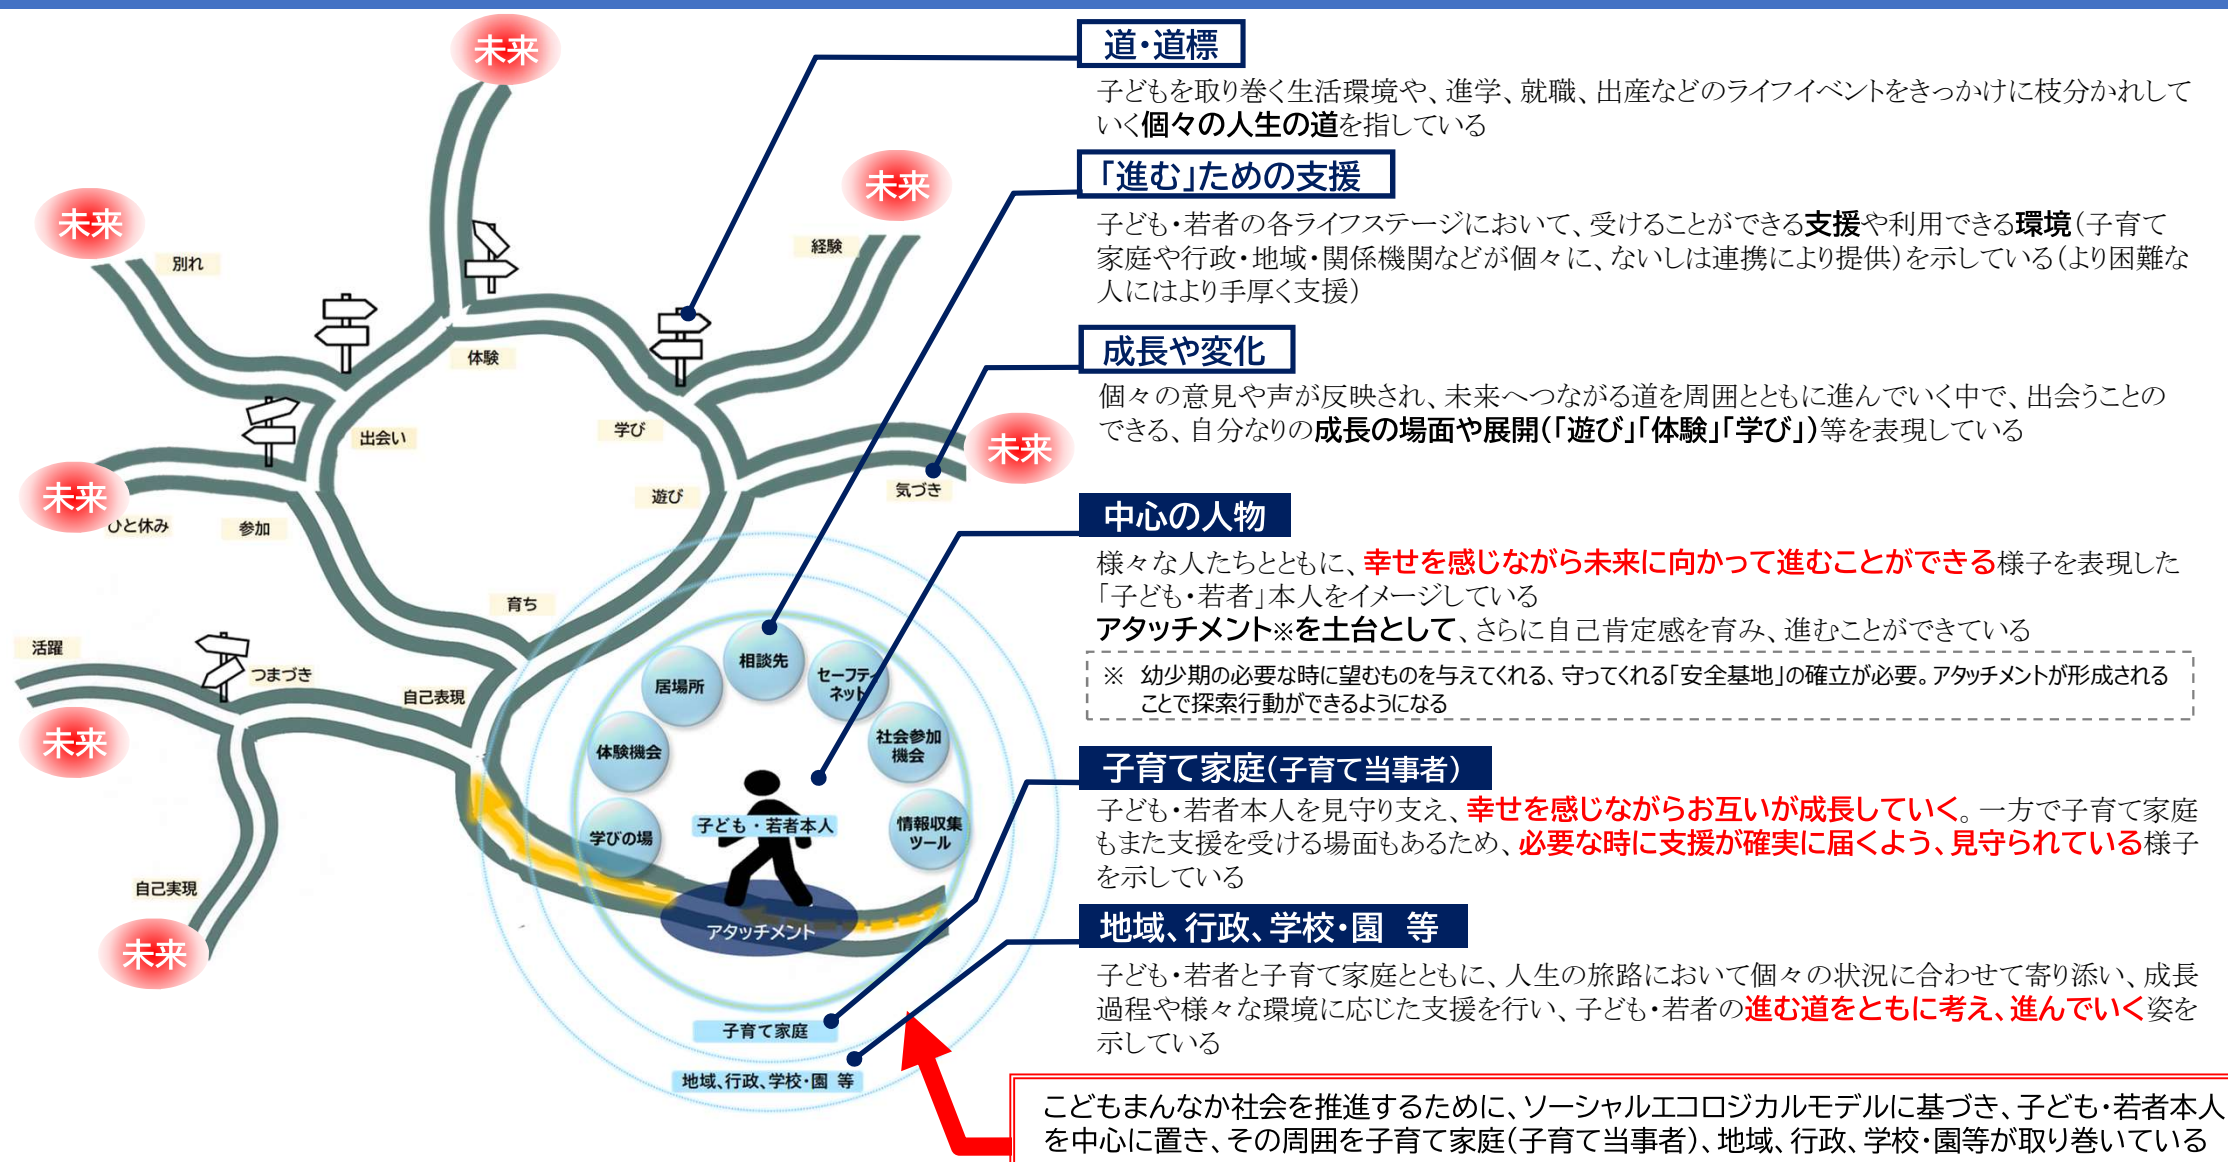 未来
未来
未来
未来
未来
未来
未来
別れ
経験
体験
出会い
学び
遊び
気づき
ひと休み
参加
育ち
活躍
つまづき
自己表現
自己実現
相談先
居場所
セーフティ
ネット
体験機会
社会参加
機会
学びの場
情報収集
ツール
子ども・若者本人
アタッチメント
子育て家庭
地域、行政、学校・園 等
道・道標
子どもを取り巻く生活環境や、進学、就職、出産などのライフイベントをきっかけに枝分かれして
いく個々の人生の道を指している
「進む」ための支援
子ども・若者の各ライフステージにおいて、受けることができる支援や利用できる環境(子育て
家庭や行政・地域・関係機関などが個々に、ないしは連携により提供)を示している(より困難な
人にはより手厚く支援)
成長や変化
個々の意見や声が反映され、未来へつながる道を周囲とともに進んでいく中で、出会うことの
できる、自分なりの成長の場面や展開(「遊び」「体験」「学び」)等を表現している
中心の人物
様々な人たちとともに、幸せを感じながら未来に向かって進むことができる様子を表現した
「子ども・若者」本人をイメージしている
アタッチメント※を土台として、さらに自己肯定感を育み、進むことができている
※ 幼少期の必要な時に望むものを与えてくれる、守ってくれる「安全基地」の確立が必要。アタッチメントが形成される
ことで探索行動ができるようになる
子育て家庭(子育て当事者)
子ども・若者本人を見守り支え、幸せを感じながらお互いが成長していく。一方で子育て家庭
もまた支援を受ける場面もあるため、必要な時に支援が確実に届くよう、見守られている様子
を示している
地域、行政、学校・園 等
子ども・若者と子育て家庭とともに、人生の旅路において個々の状況に合わせて寄り添い、成長
過程や様々な環境に応じた支援を行い、子ども・若者の進む道をともに考え、進んでいく姿を
示している
こどもまんなか社会を推進するために、ソーシャルエコロジカルモデルに基づき、子ども・若者本人
を中心に置き、その周囲を子育て家庭(子育て当事者)、地域、行政、学校・園等が取り巻いている